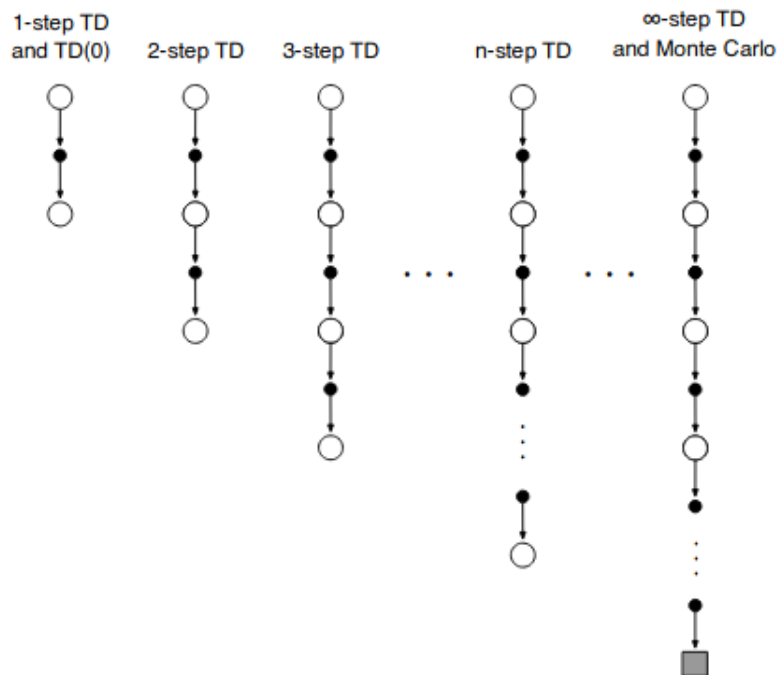 1-step TD
and TD(0)
2-step TD
3-step TD
n-step TD
∞-step TD
and Monte Carlo